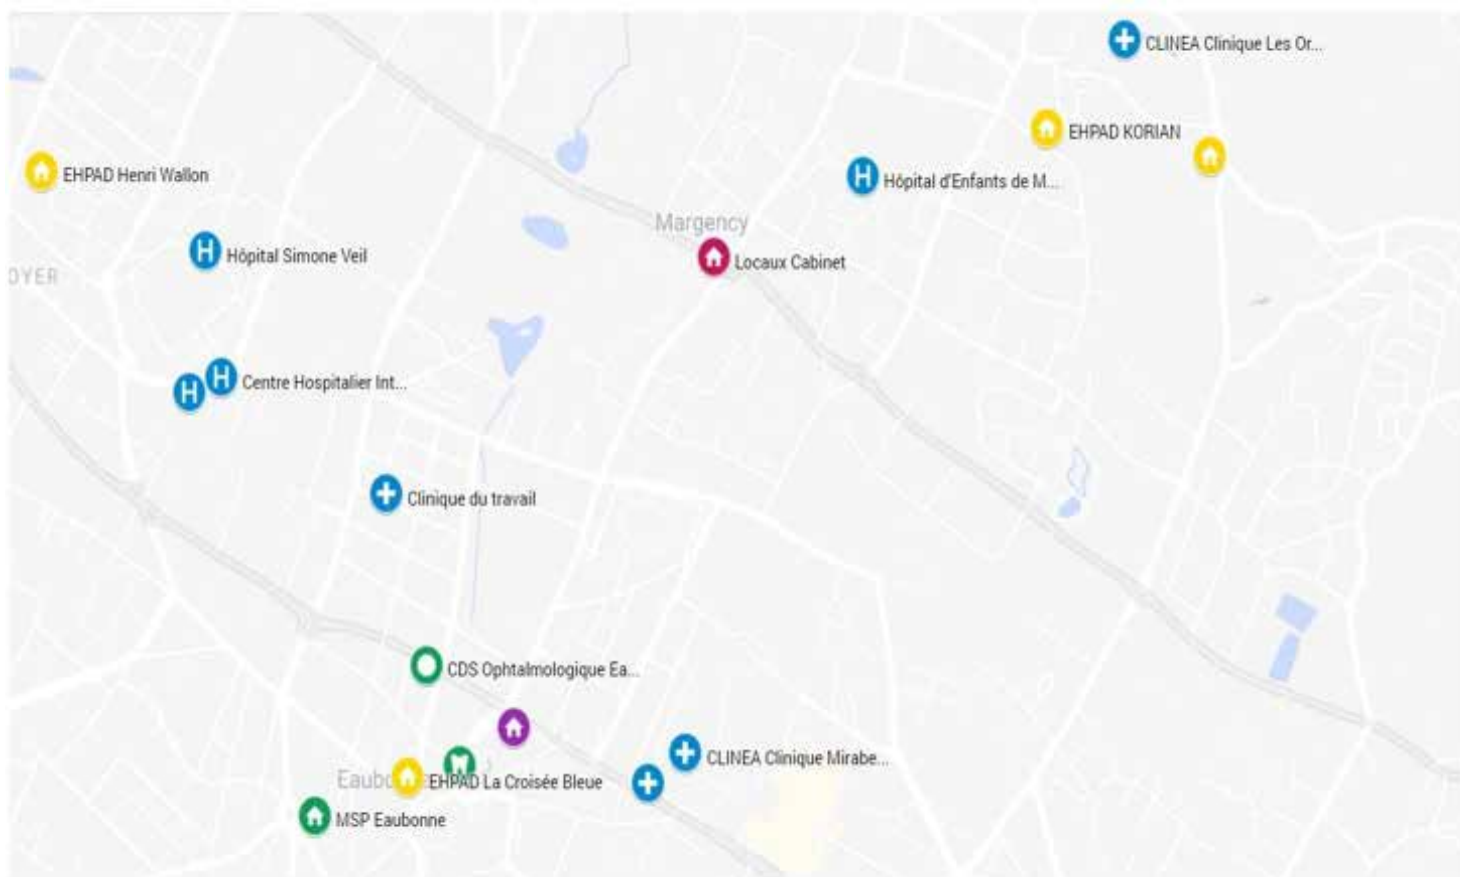 CLINEA Clinique Les Or...
EHPAD KORIAN
EHPAD Henri Wallon
Hôpital d'Enfants de M...
Margency
Hôpital Simone Veil
Locaux Cabinet
OYER
Centre Hospitalier Int...
Clinique du travail
CDS Ophtalmologique Ea...
CLINEA Clinique Mirabe...
Eaubo
EHPAD La Croisée Bleue
MSP Eaubonne